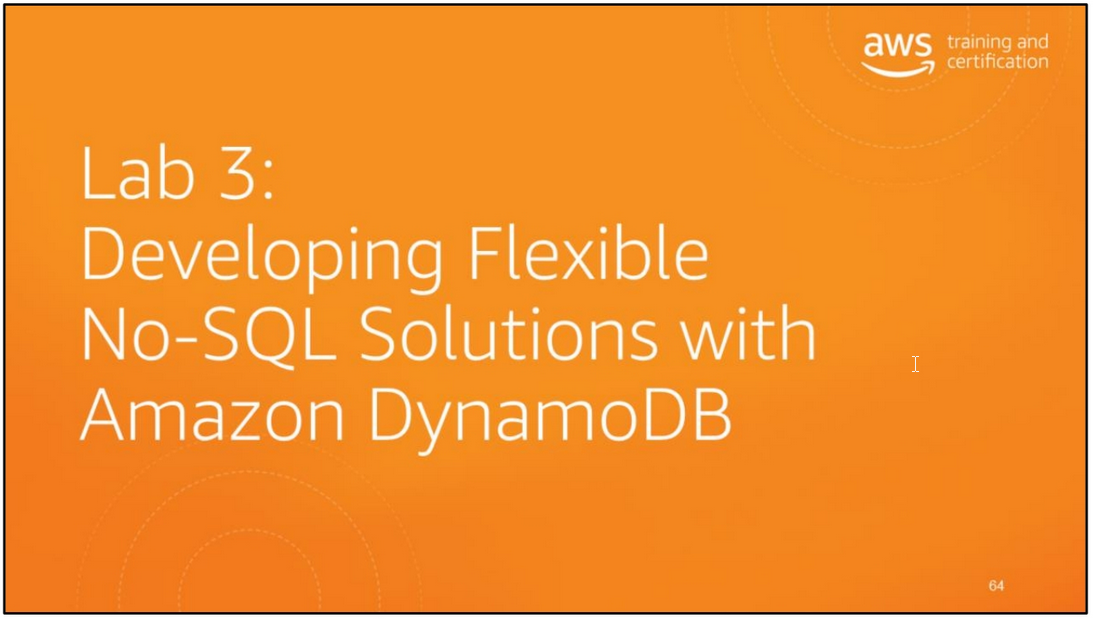 aws training and
certification
Lab 3:
Developing Flexible
No-SQL Solutions with
Amazon DynamoDB
64